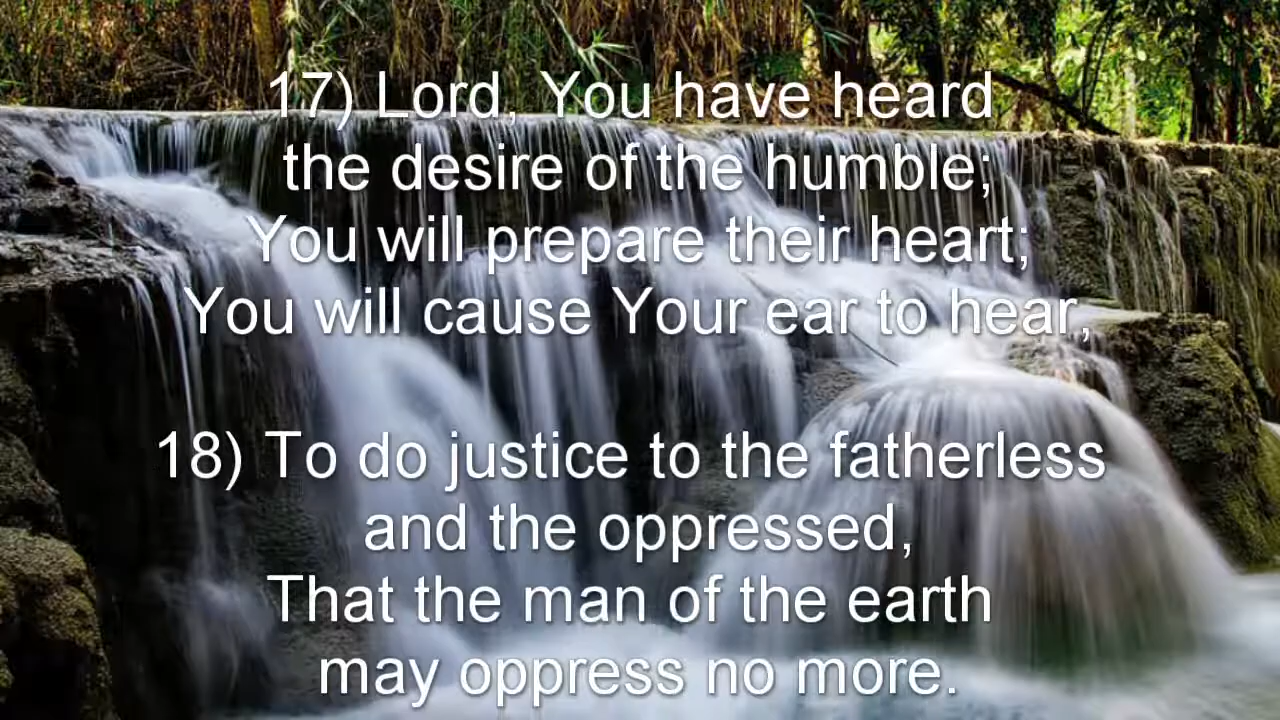 17) Lord, You have heard
the desire of the humble;
You will prepare their heart;
You will cause Your ear to hear,
18) To do justice to the fatherless
and the oppressed,
That the man of the earth
may oppress no more.